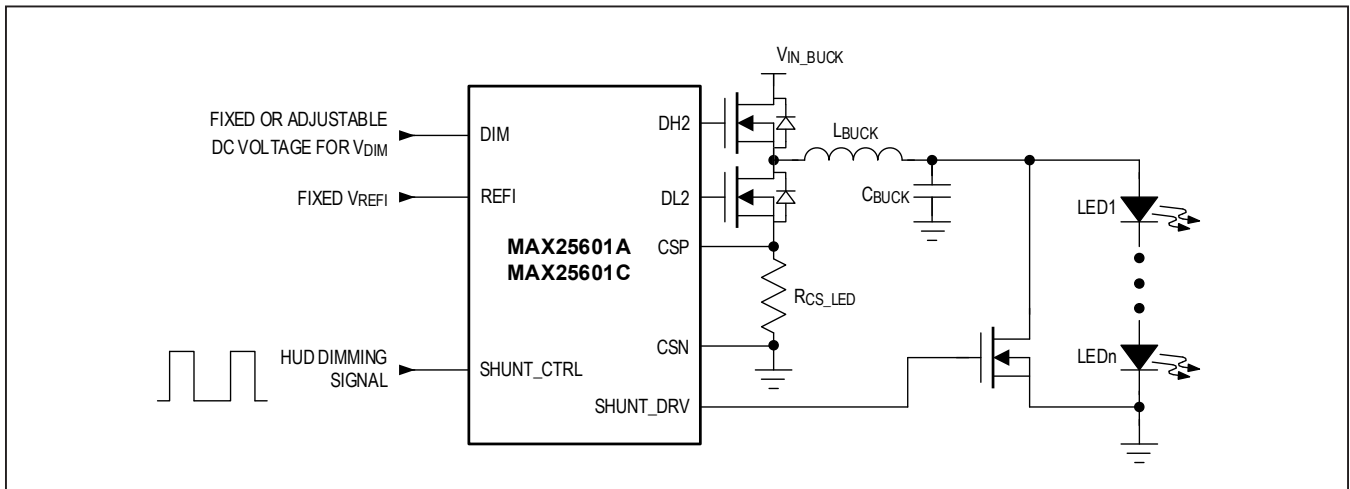 FIXED OR ADJUSTABLE
DC VOLTAGE FOR VDIM
FIXED VREFI
HUD DIMMING
SIGNAL
DIM
REFI
MAX25601A
MAX25601C
SHUNT_CTRL
DH2
DL2
CSP
CSN
SHUNT_DRV
VIN_BUCK
LBUCK
CBUCK
RCS_LED
LED1
LEDn